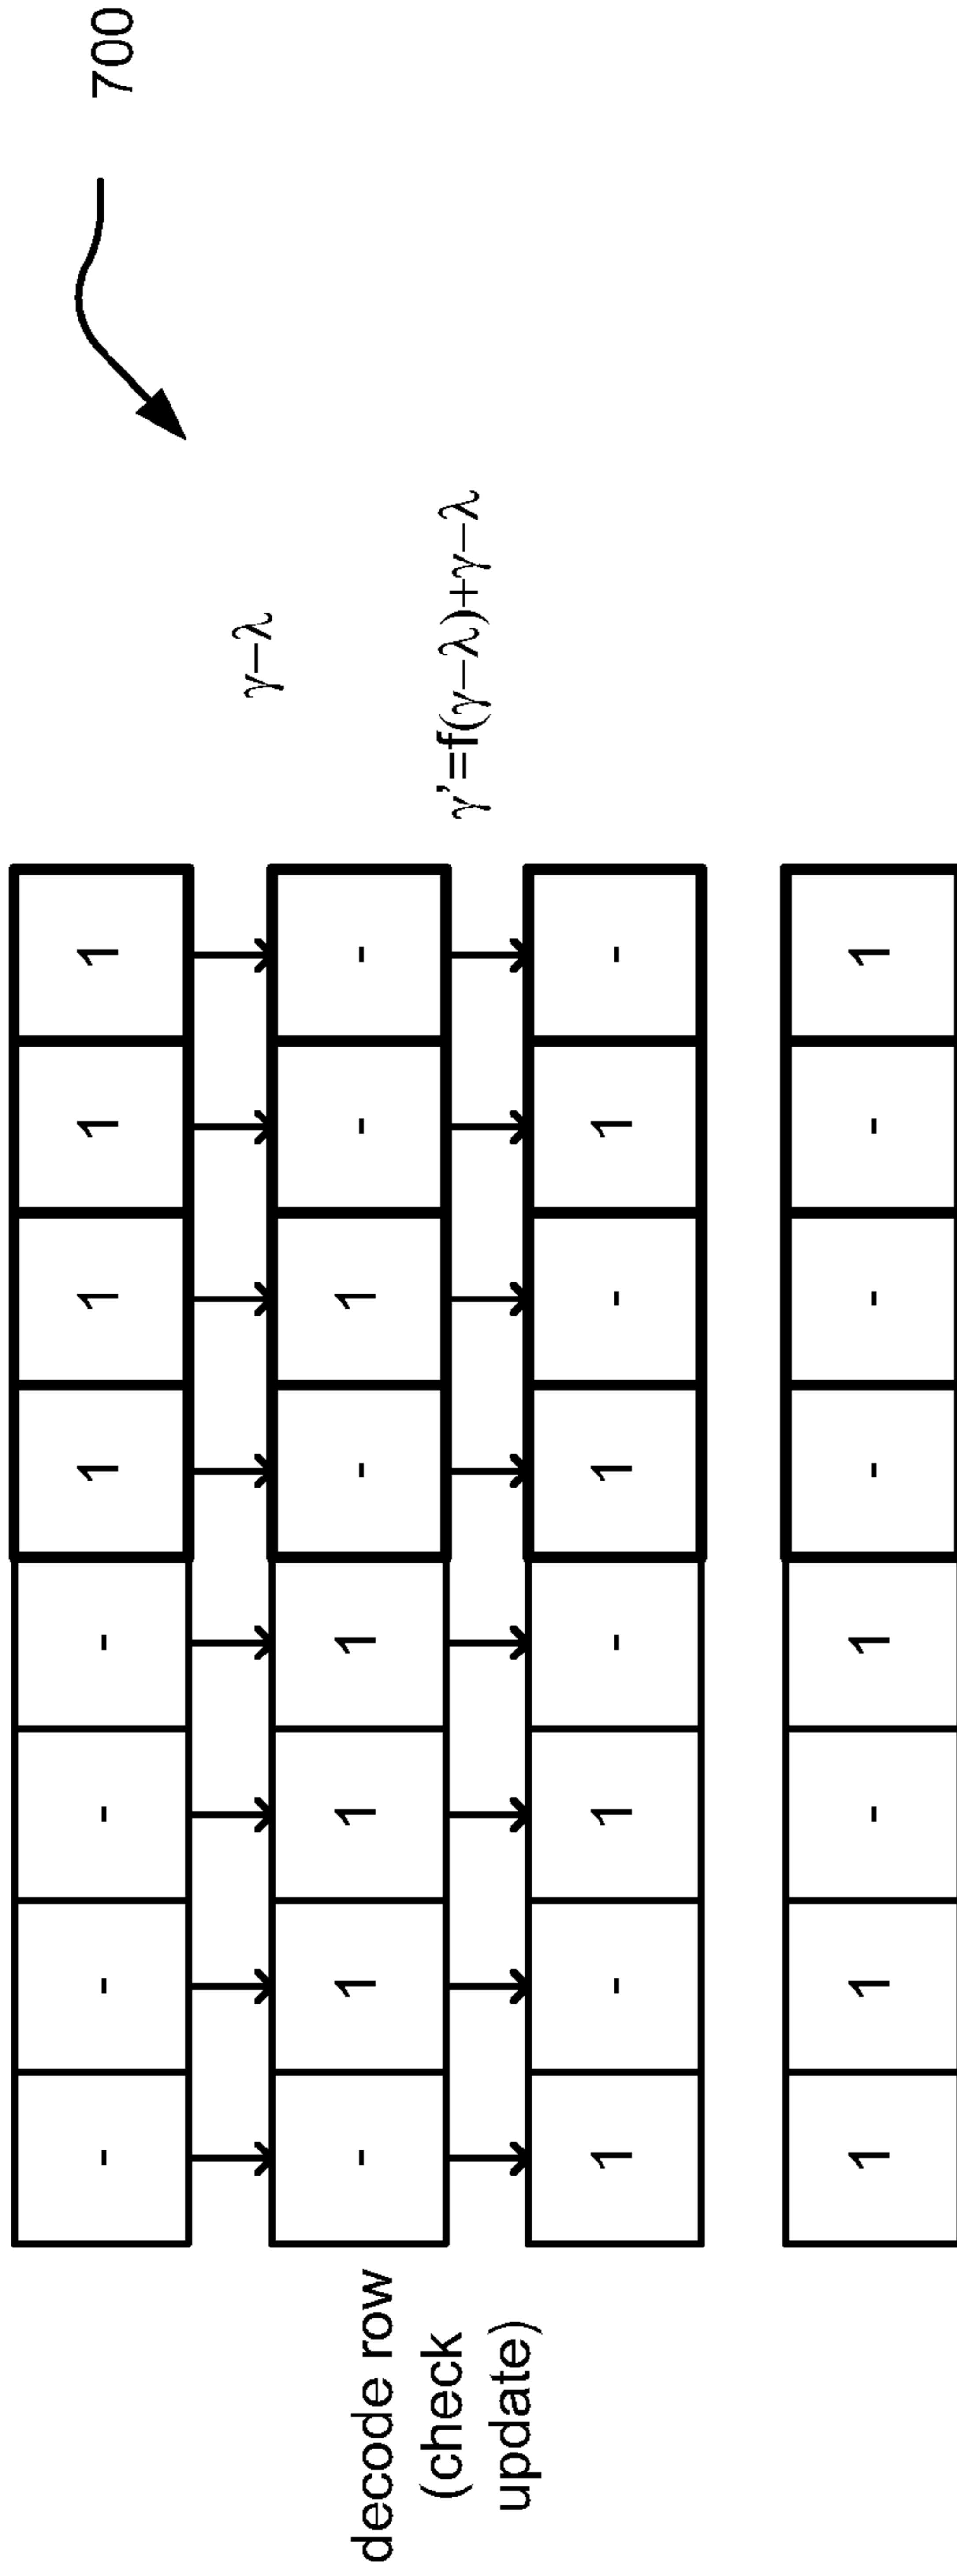 700
- - - - 1 1 1 1
γ−λ
decode row
(check
update)
- 1 1 1 - 1 - -
γ'=f(γ−λ)+γ−λ
1 - 1 - 1 - 1 -
1 1 - 1 - - - 1